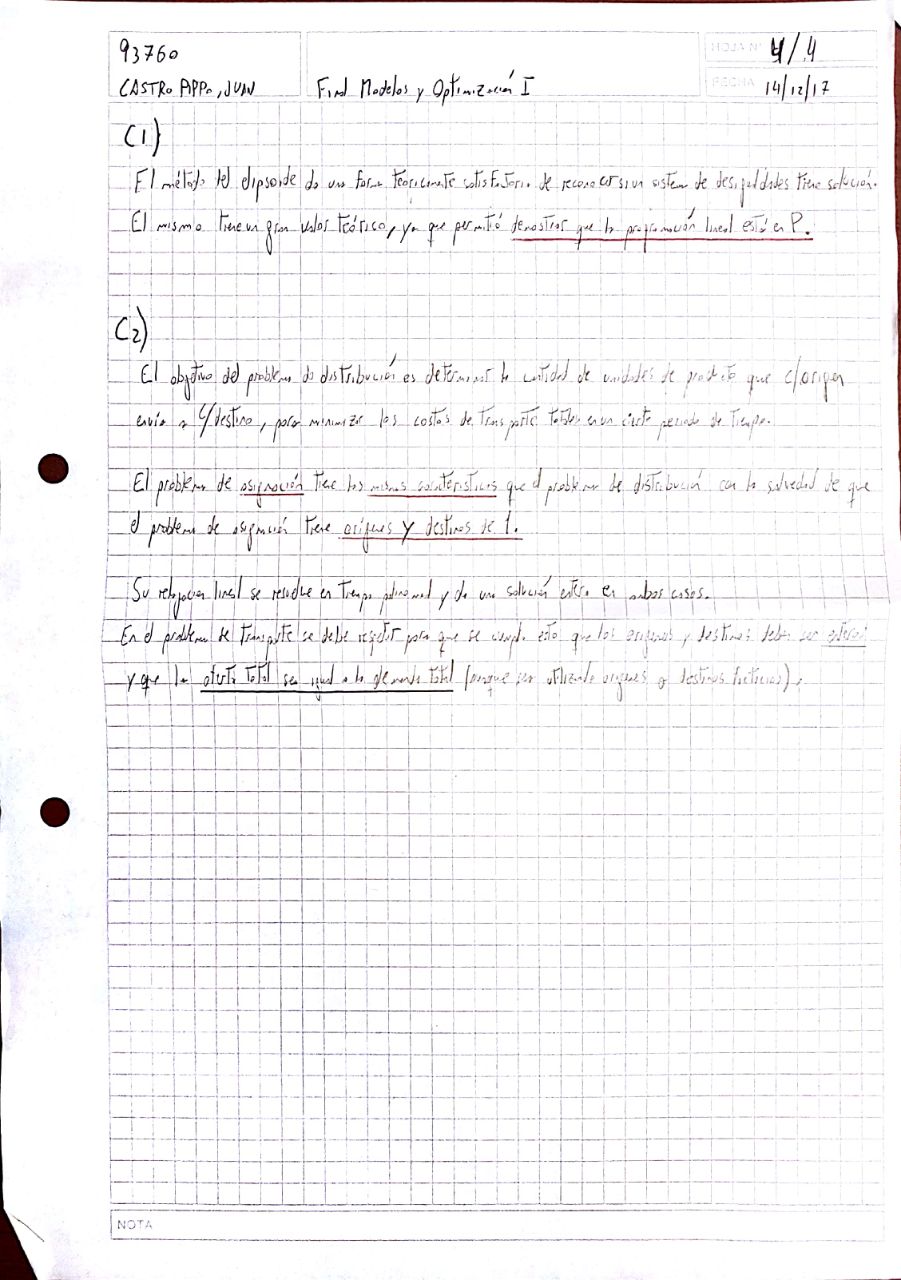 93760
CASTRO APPO, JUAN
Final Modelos y Optimización I
HOJA Nº 4/4
FECHA 14/12/17
C1)
El método del elipsoide da una forma teóricamente satisfactoria de reconocer si un sistema de desigualdades tiene solución.
El mismo tiene un gran valor teórico, ya que permitió demostrar que la programación lineal está en P.
C2)
El objetivo del problema de distribución es determinar la cantidad de unidades de producto que c/origen
envía a c/destino, para minimizar los costos de transporte totales en un cierto periodo de tiempo.
El problema de asignación tiene las mismas características que el problema de distribución con la salvedad de que
el problema de asignación tiene orígenes y destinos de 1.
Su relajación lineal se resuelve en tiempo polinomial y da una solución entera en ambos casos.
En el problema de transporte se debe respetar para que se cumpla esto que los orígenes y destinos deben ser enteros
y que la oferta total sea igual a la demanda total (aunque sea utilizando orígenes o destinos ficticios).
NOTA